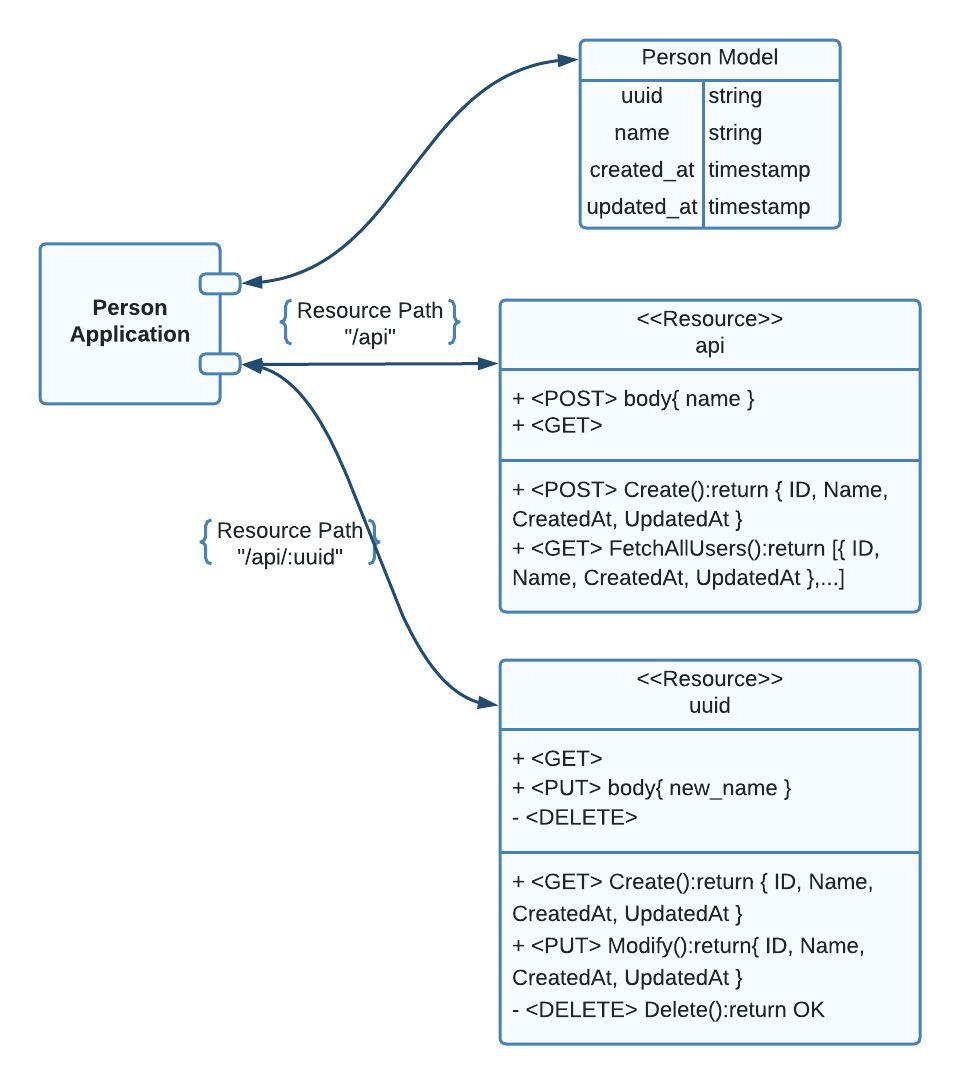 Person Model
uuid string
name string
created_at timestamp
updated_at timestamp
Person
Application
{ Resource Path }
"/api"
<<Resource>>
api
+ <POST> body{ name }
+ <GET>
+ <POST> Create():return { ID, Name,
CreatedAt, UpdatedAt }
+ <GET> FetchAllUsers():return [{ ID,
Name, CreatedAt, UpdatedAt },...]
{ Resource Path }
"/api/:uuid"
<<Resource>>
uuid
+ <GET>
+ <PUT> body{ new_name }
- <DELETE>
+ <GET> Create():return { ID, Name,
CreatedAt, UpdatedAt }
+ <PUT> Modify():return{ ID, Name,
CreatedAt, UpdatedAt }
- <DELETE> Delete():return OK